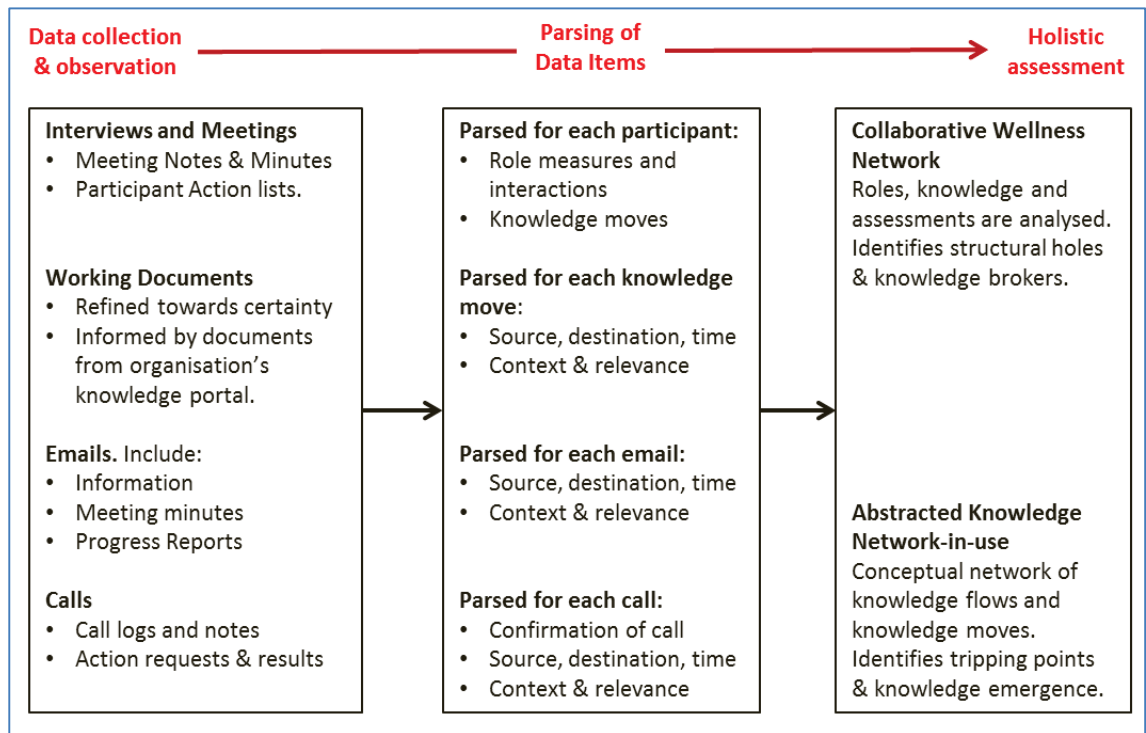 Data collection
& observation
Parsing of
Data Items
Holistic
assessment
Interviews and Meetings
• Meeting Notes & Minutes
• Participant Action lists.
Working Documents
• Refined towards certainty
• Informed by documents
from organisation's
knowledge portal.
Emails. Include:
• Information
• Meeting minutes
• Progress Reports
Calls
• Call logs and notes
• Action requests & results
Parsed for each participant:
• Role measures and
interactions
• Knowledge moves
Parsed for each knowledge
move:
• Source, destination, time
• Context & relevance
Parsed for each email:
• Source, destination, time
• Context & relevance
Parsed for each call:
• Confirmation of call
• Source, destination, time
• Context & relevance
Collaborative Wellness
Network
Roles, knowledge and
assessments are analysed.
Identifies structural holes
& knowledge brokers.
Abstracted Knowledge
Network-in-use
Conceptual network of
knowledge flows and
knowledge moves.
Identifies tripping points
& knowledge emergence.